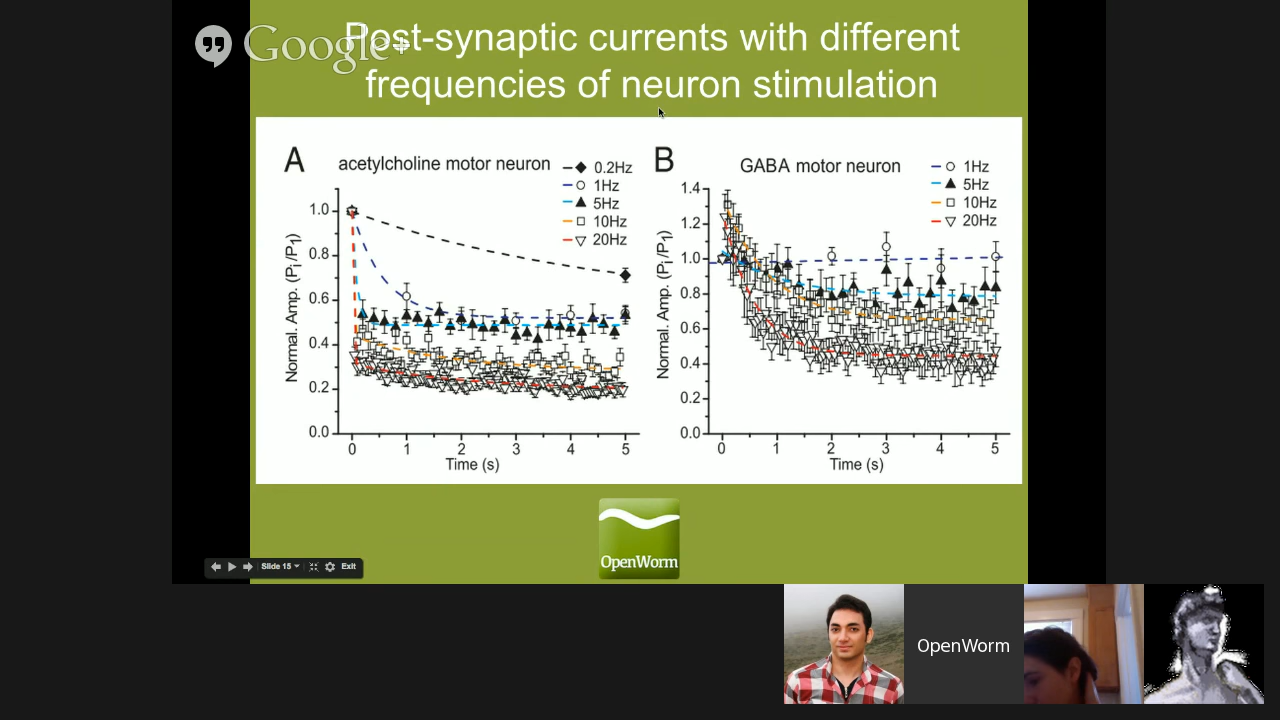 Google+
Post-synaptic currents with different
frequencies of neuron stimulation
A
acetylcholine motor neuron
0.2Hz
1Hz
5Hz
10Hz
20Hz
1.0
0.8
0.6
0.4
0.2
0.0
Normal. Amp. (Pi/P1)
0 1 2 3 4 5
Time (s)
B
GABA motor neuron
1Hz
5Hz
10Hz
20Hz
1.4
1.2
1.0
0.8
0.6
0.4
0.2
0.0
Normal. Amp. (Pi/P1)
0 1 2 3 4 5
Time (s)
OpenWorm
Slide 15 Exit
OpenWorm